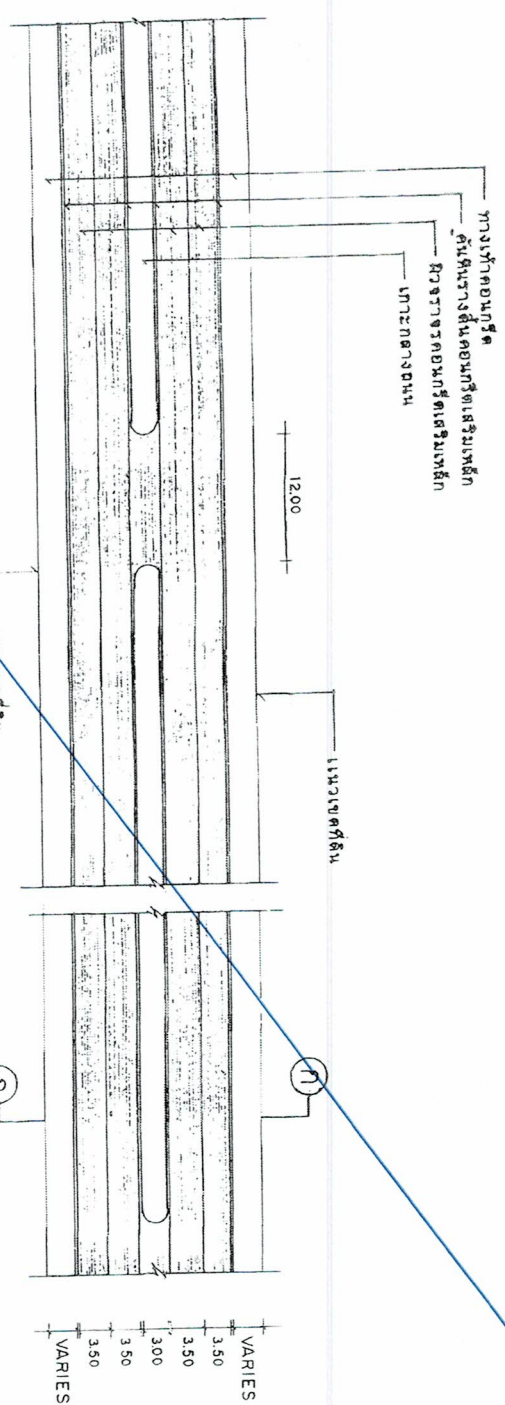 ทางเท้าคอนกรีต
คันหินรางตื้นคอนกรีตเสริมเหล็ก
ผิวจราจรคอนกรีตเสริมเหล็ก
เกาะกลางถนน
12.00
แนวเขตที่ดิน
ก
VARIES
3.50
3.50
3.00
3.50
3.50
VARIES